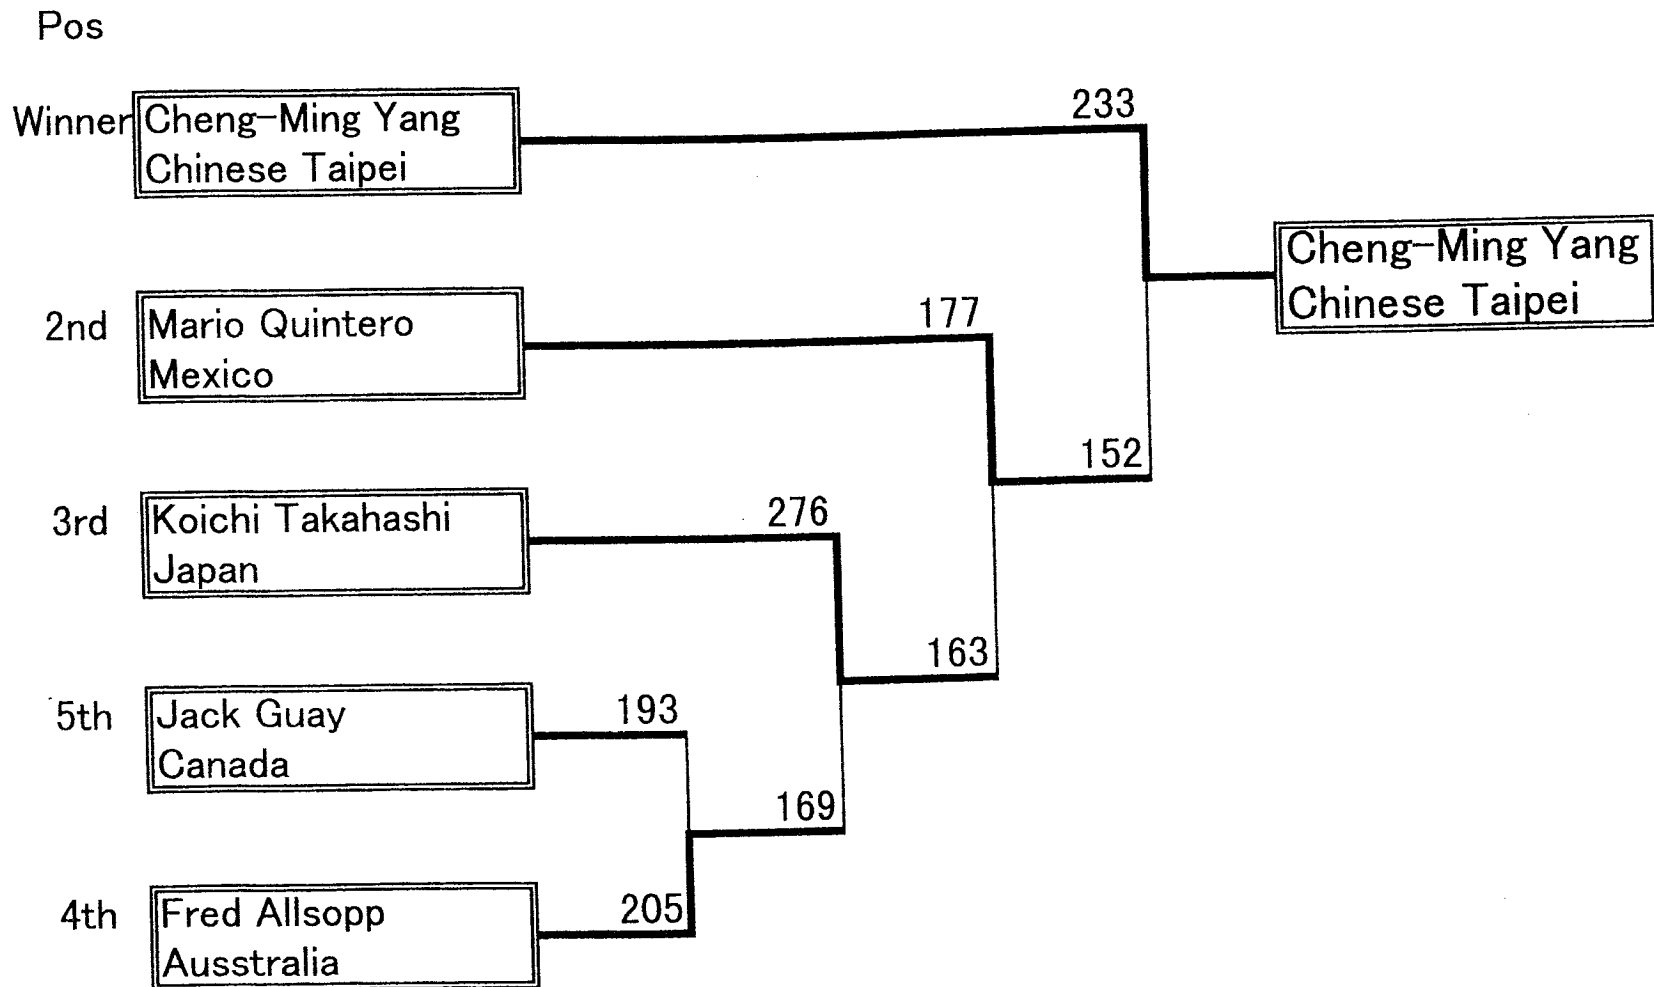 Pos
Winner
Cheng-Ming Yang
Chinese Taipei
233
Cheng-Ming Yang
Chinese Taipei
2nd
Mario Quintero
Mexico
177
152
3rd
Koichi Takahashi
Japan
276
163
5th
Jack Guay
Canada
193
169
4th
Fred Allsopp
Ausstralia
205